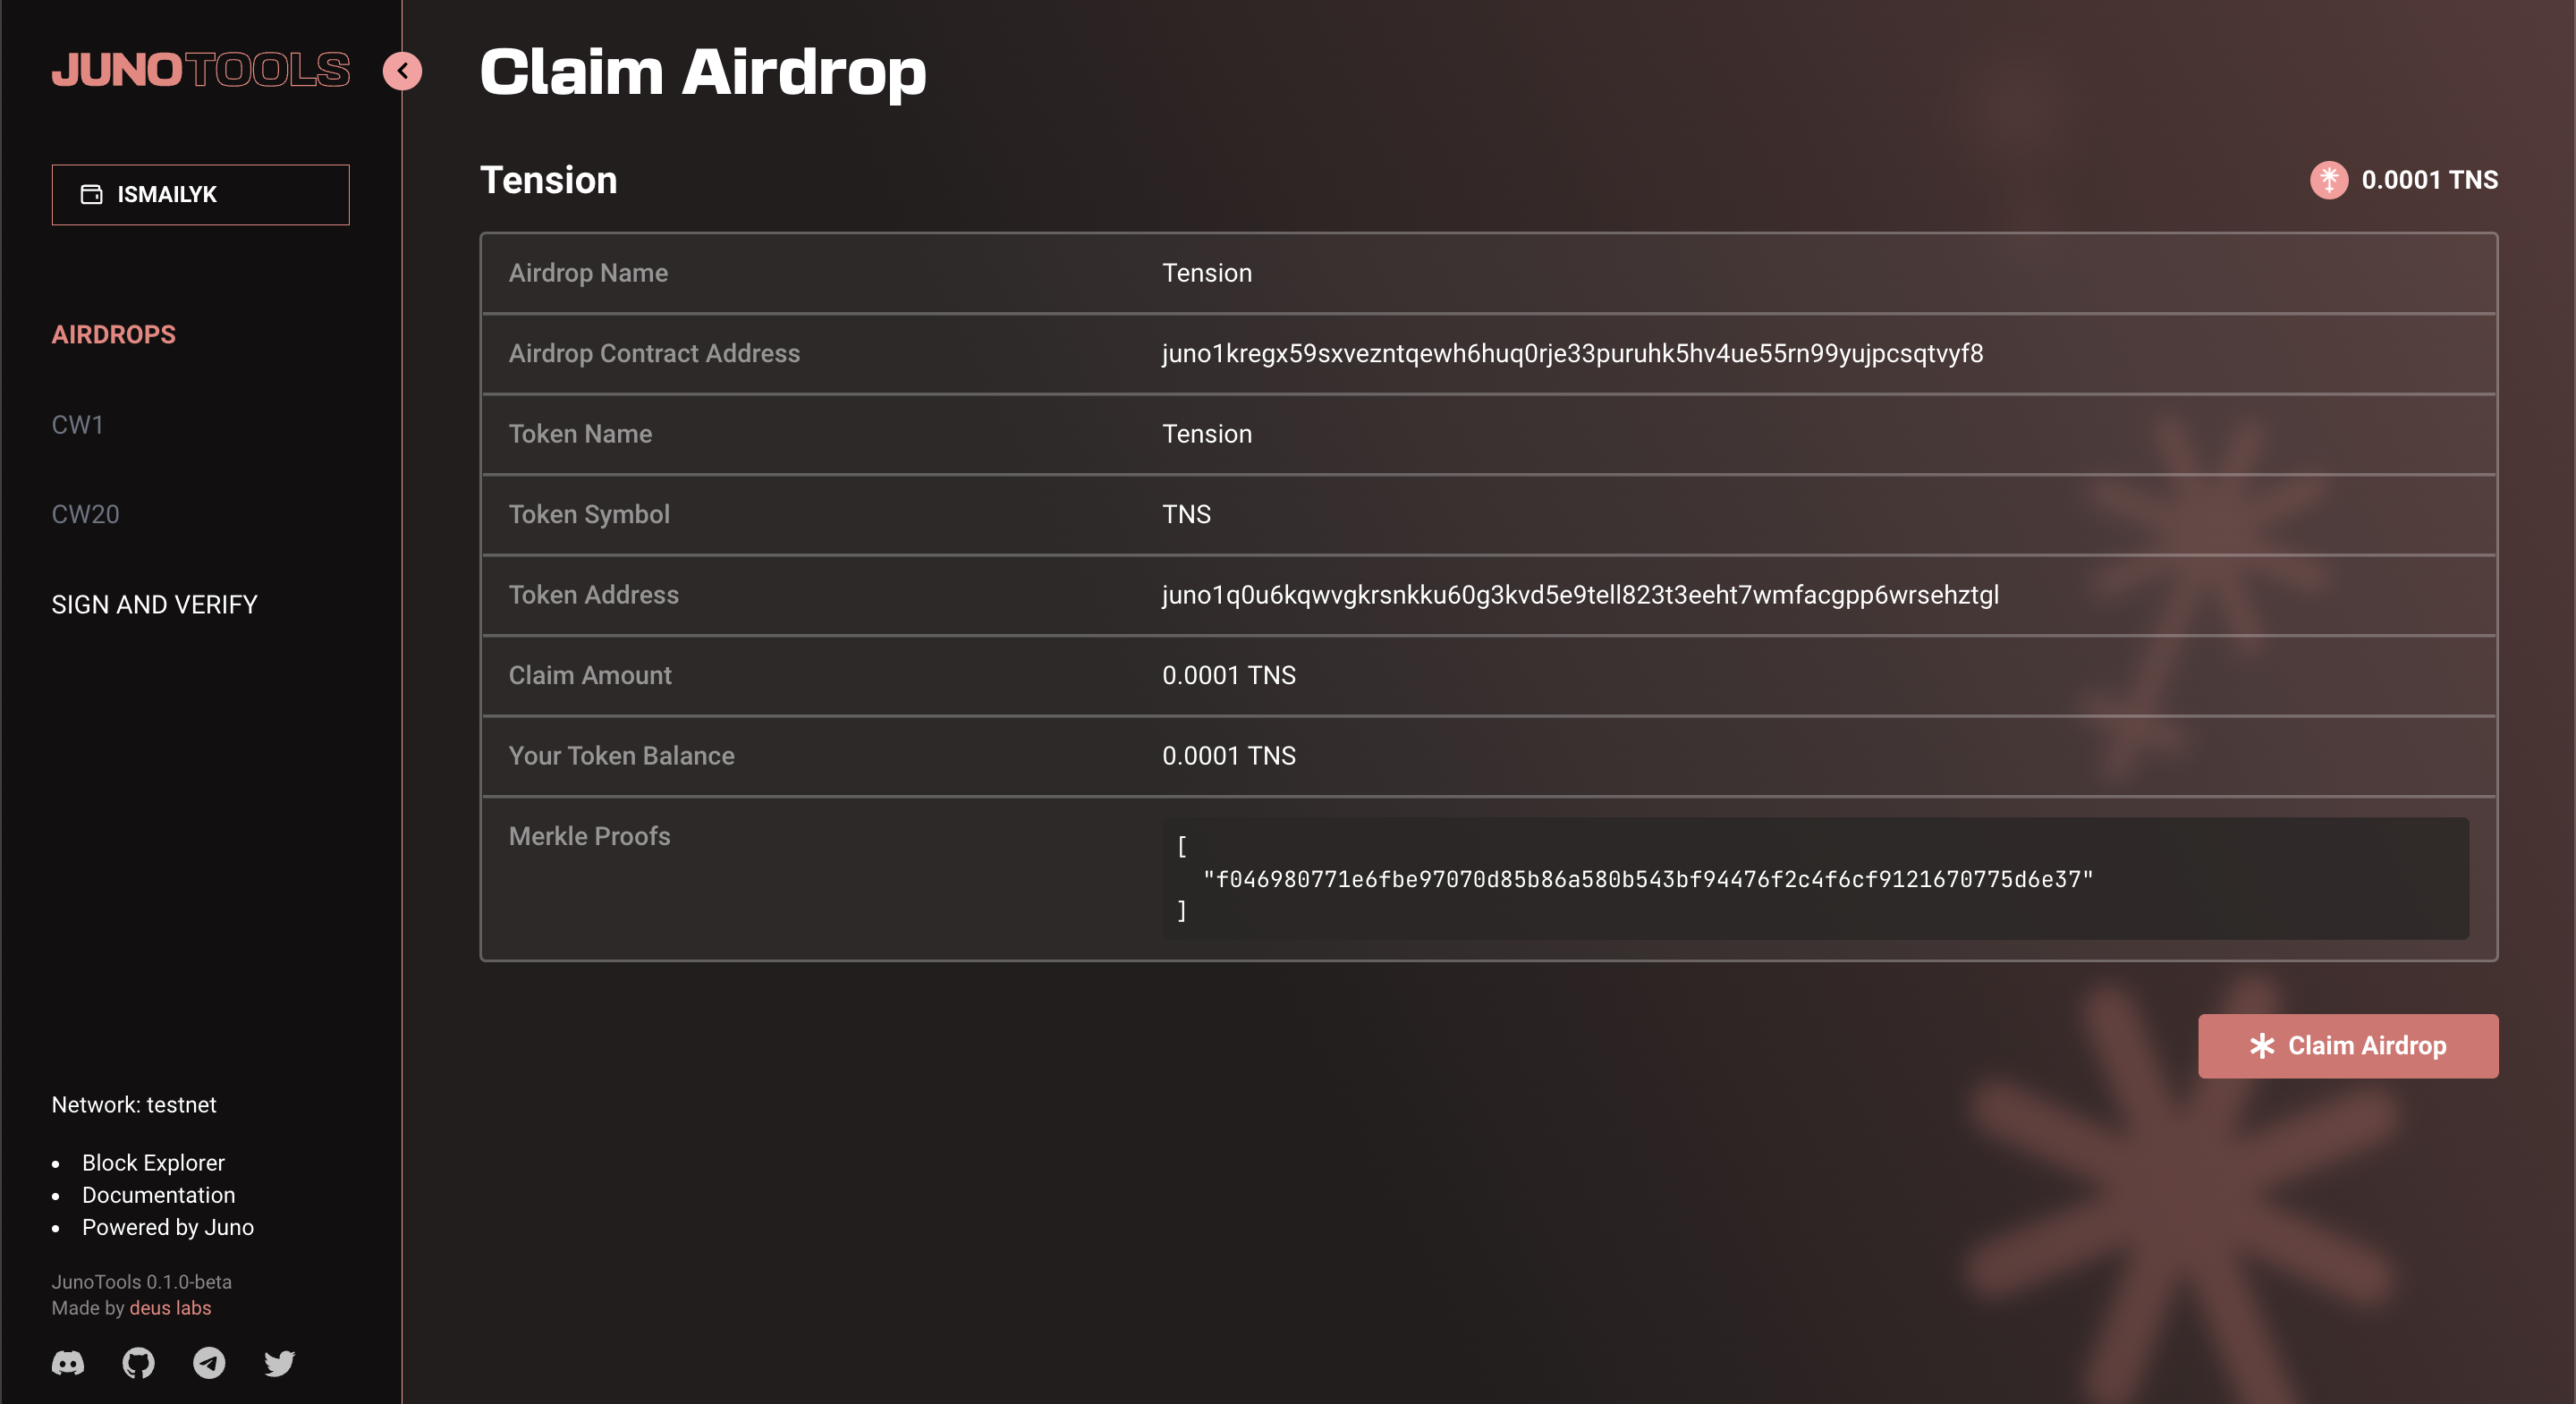 JUNOTOOLS
ISMAILYK
AIRDROPS
CW1
CW20
SIGN AND VERIFY
Network: testnet
Block Explorer
Documentation
Powered by Juno
JunoTools 0.1.0-beta
Made by deus labs
Claim Airdrop
Tension
0.0001 TNS
Airdrop Name Tension
Airdrop Contract Address juno1kregx59sxvezntqewh6huq0rje33puruhk5hv4ue55rn99yujpcsqtvyf8
Token Name Tension
Token Symbol TNS
Token Address juno1q0u6kqwvgkrsnkku60g3kvd5e9tell823t3eeht7wmfacgpp6wrsehztgl
Claim Amount 0.0001 TNS
Your Token Balance 0.0001 TNS
Merkle Proofs [
"f046980771e6fbe97070d85b86a580b543bf94476f2c4f6cf9121670775d6e37"
]
Claim Airdrop